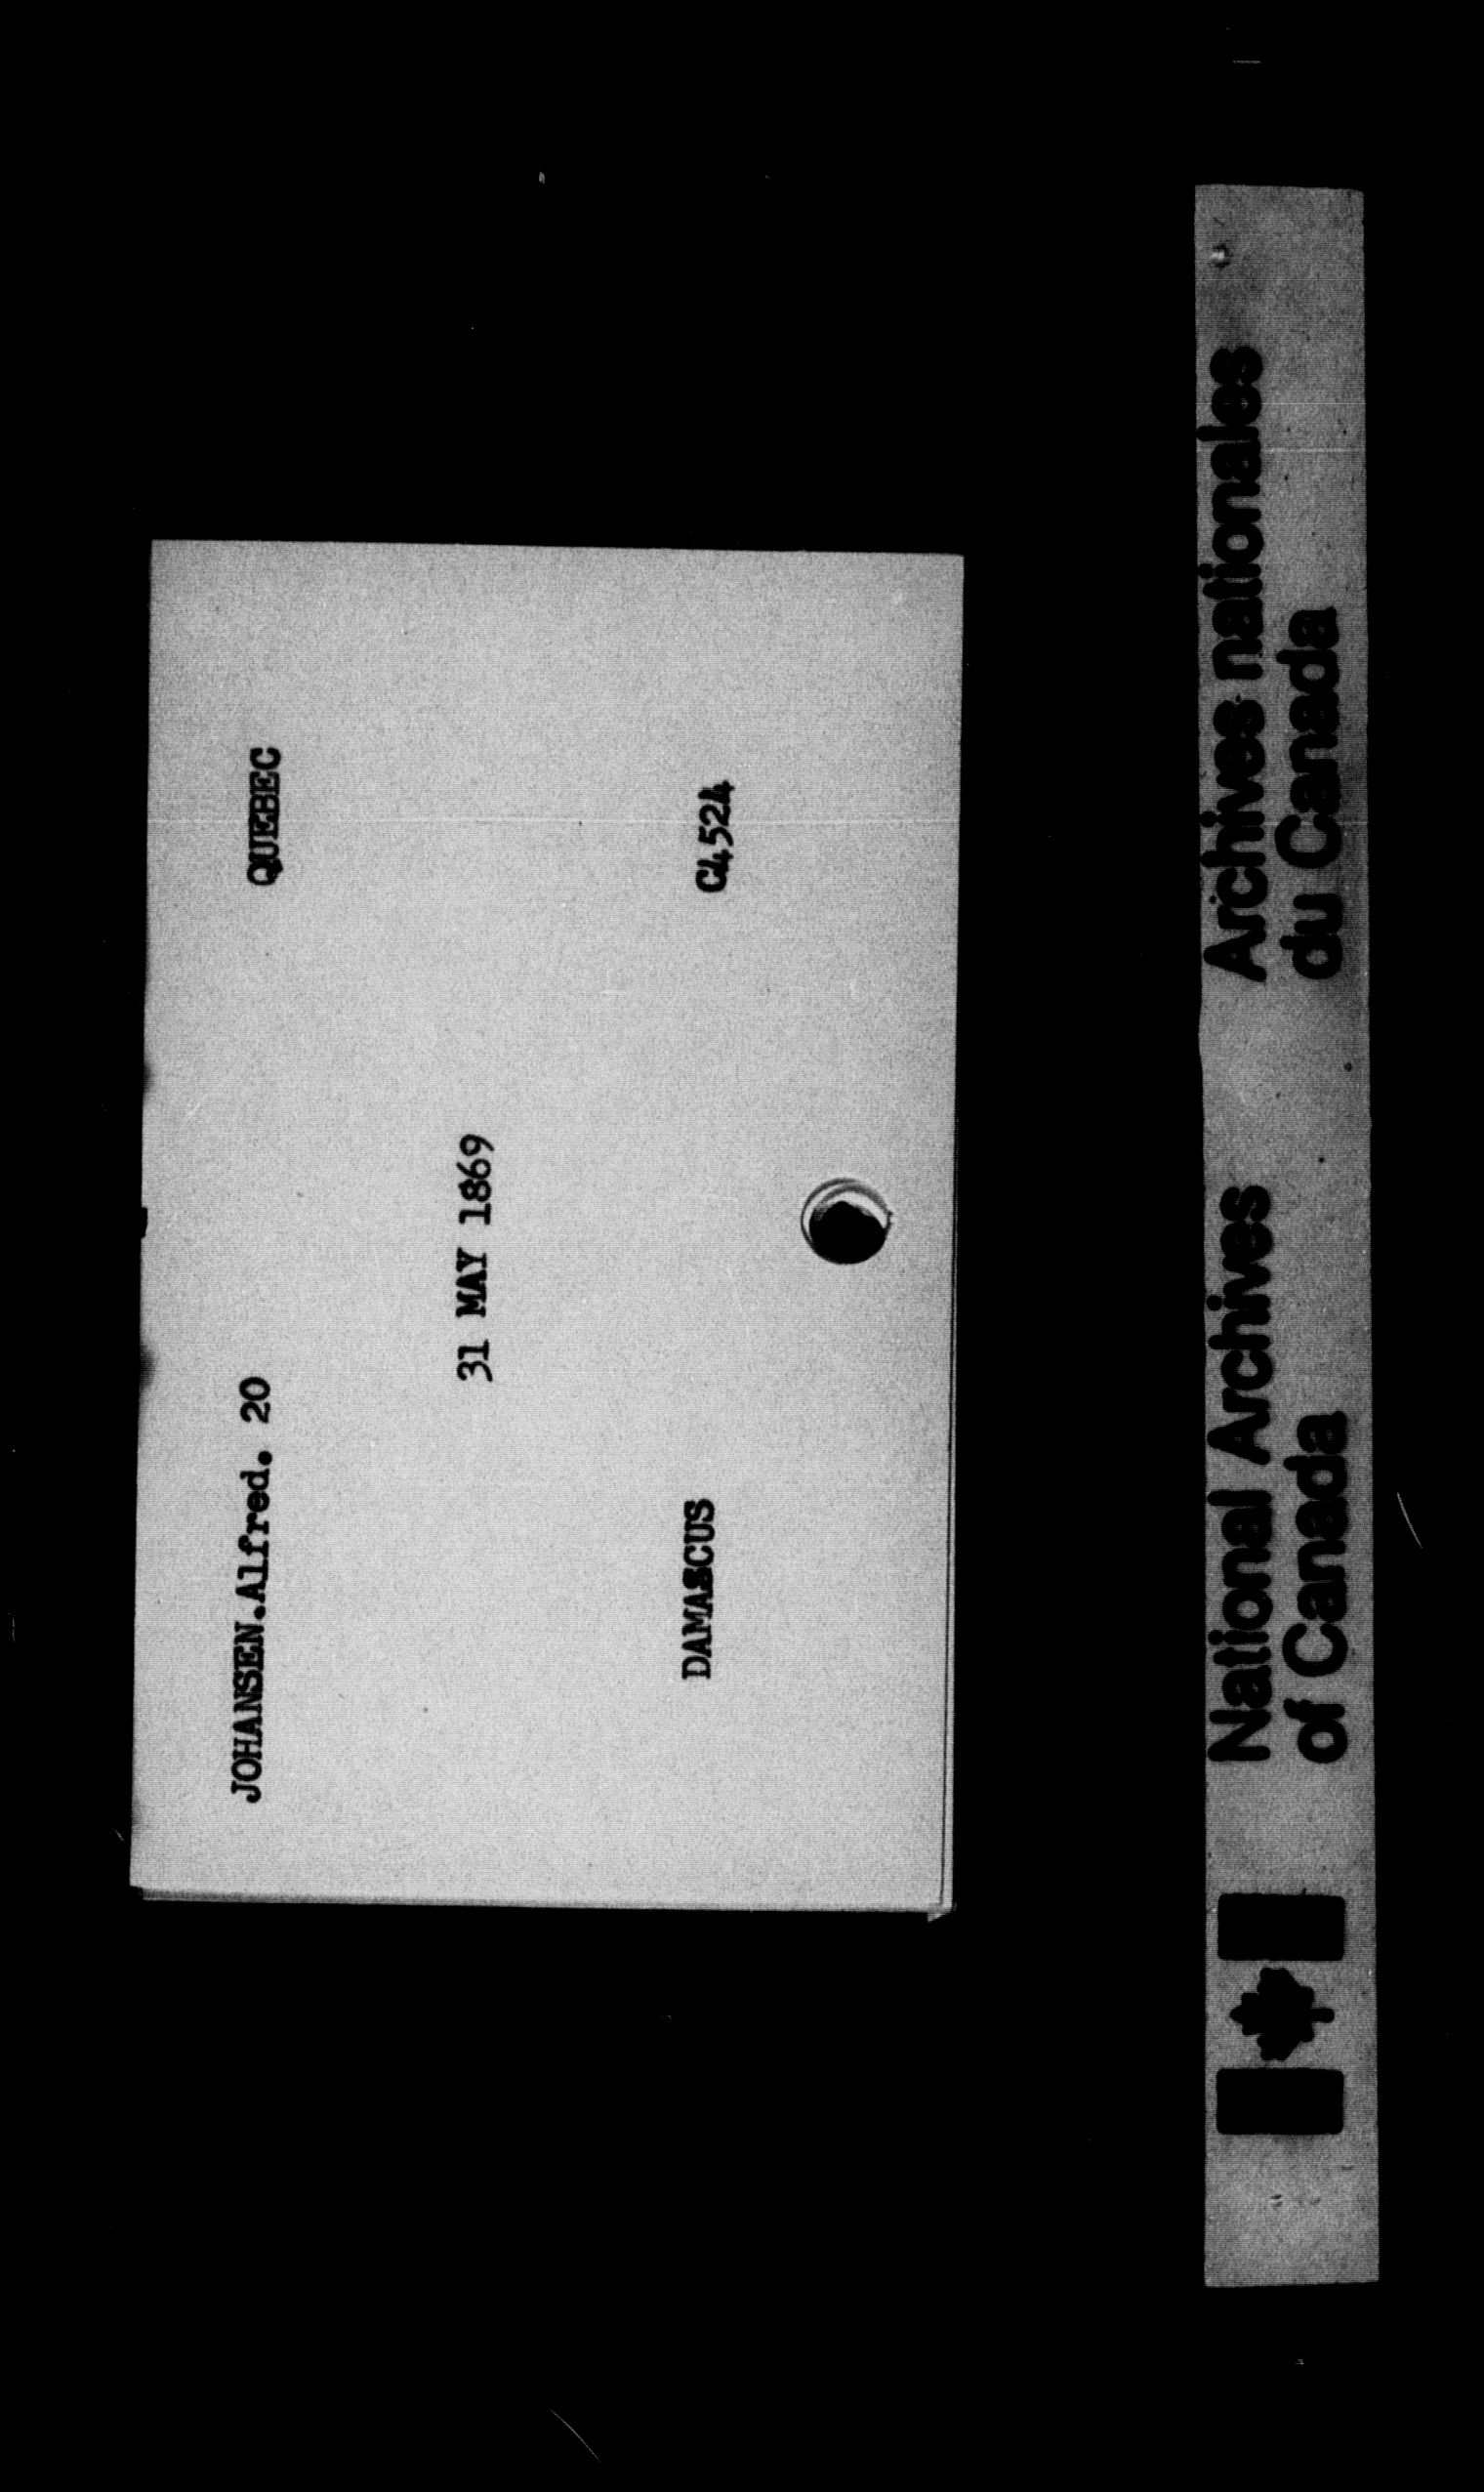 JOHANSEN.Alfred. 20 QUEBEC
31 MAY 1869
DAMASCUS C4524
National Archives
of Canada
Archives nationales
du Canada